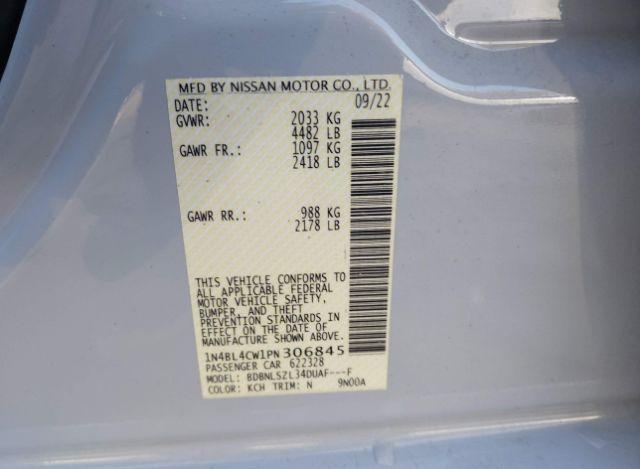 MFD BY NISSAN MOTOR CO., LTD.
DATE: 09/22
GVWR: 2033 KG
4482 LB
GAWR FR.: 1097 KG
2418 LB
GAWR RR.: 988 KG
2178 LB
THIS VEHICLE CONFORMS TO
ALL APPLICABLE FEDERAL
MOTOR VEHICLE SAFETY,
BUMPER, AND THEFT
PREVENTION STANDARDS IN
EFFECT ON THE DATE OF
MANUFACTURE SHOWN ABOVE.
1N4BL4CW1PN306845
PASSENGER CAR 622328
MODEL: BDBNLSZL34DUAF---F
COLOR: KCH TRIM: N 9N00A